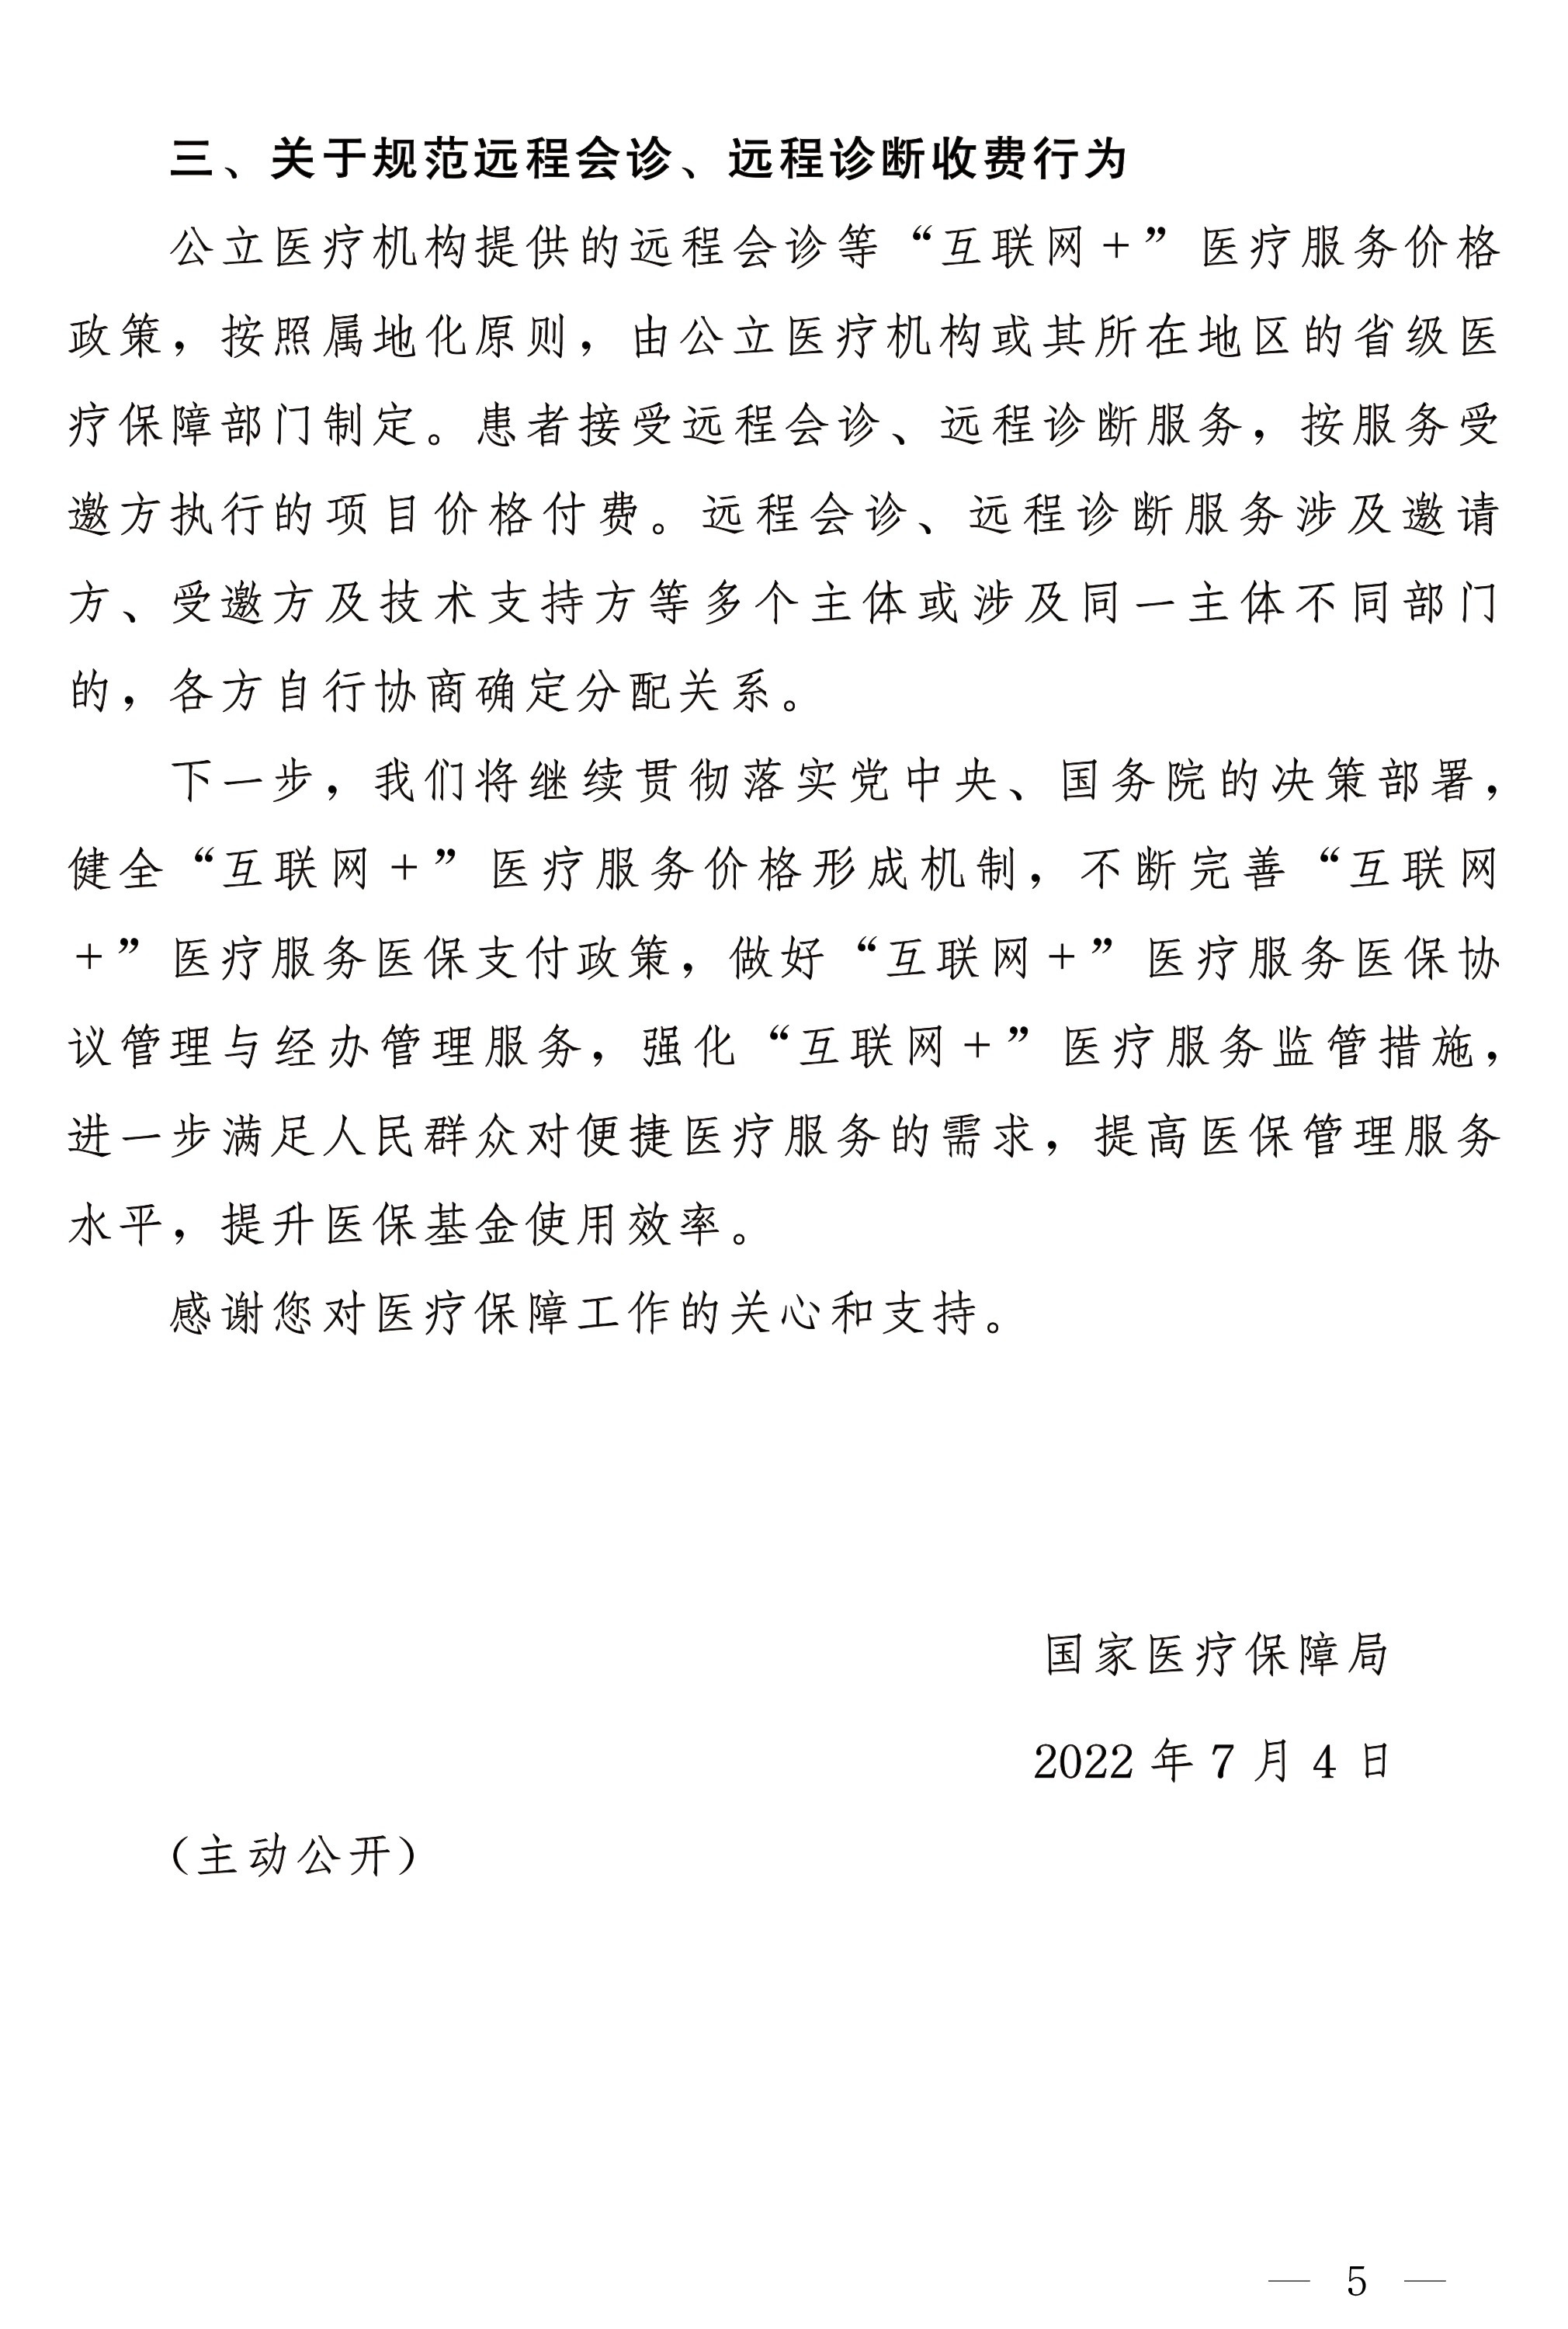 三、关于规范远程会诊、远程诊断收费行为
公立医疗机构提供的远程会诊等“互联网+”医疗服务价格
政策，按照属地化原则，由公立医疗机构或其所在地区的省级医
疗保障部门制定。患者接受远程会诊、远程诊断服务，按服务受
邀方执行的项目价格付费。远程会诊、远程诊断服务涉及邀请
方、受邀方及技术支持方等多个主体或涉及同一主体不同部门
的，各方自行协商确定分配关系。
下一步，我们将继续贯彻落实党中央、国务院的决策部署，
健全“互联网+”医疗服务价格形成机制，不断完善“互联网
+”医疗服务医保支付政策，做好“互联网+”医疗服务医保协
议管理与经办管理服务，强化“互联网+”医疗服务监管措施，
进一步满足人民群众对便捷医疗服务的需求，提高医保管理服务
水平，提升医保基金使用效率。
感谢您对医疗保障工作的关心和支持。
国家医疗保障局
2022年7月4日
（主动公开）
— 5 —